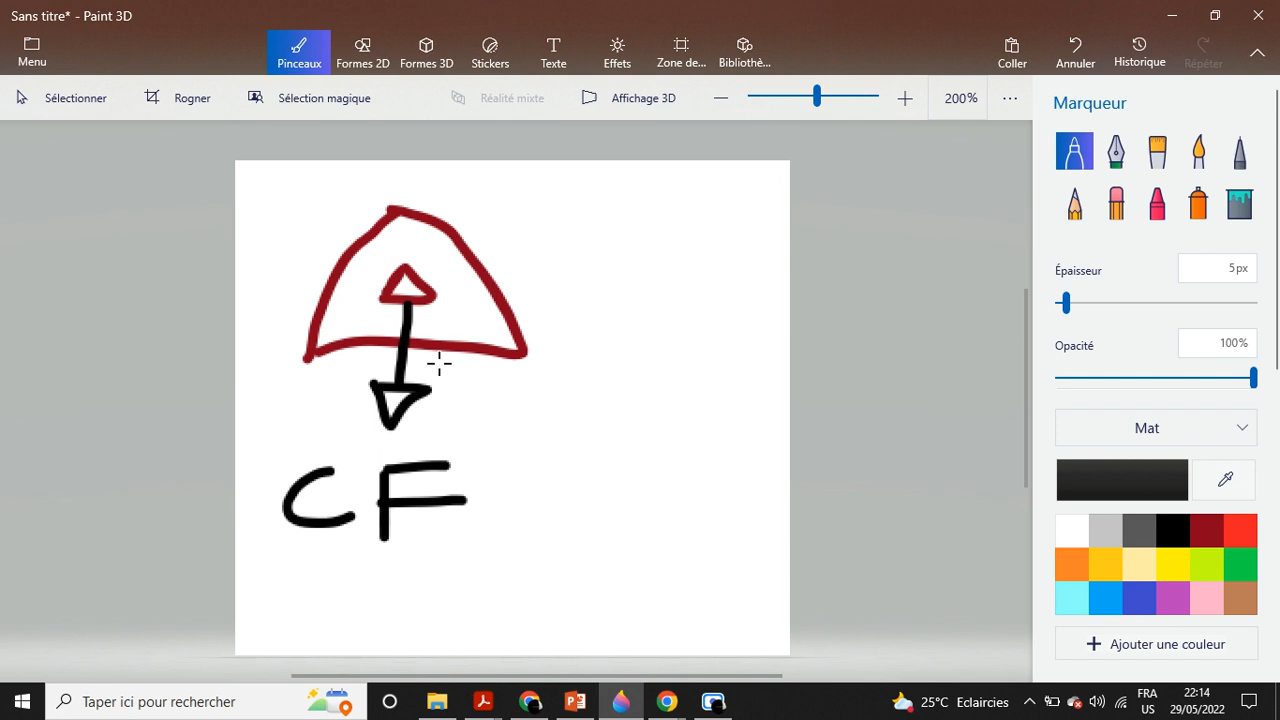 Sans titre* - Paint 3D
Menu
Pinceaux
Formes 2D
Formes 3D
Stickers
Texte
Effets
Zone de...
Bibliothè...
Coller
Annuler
Historique
Répéter
Sélectionner
Rogner
Sélection magique
Réalité mixte
Affichage 3D
200%
Marqueur
Épaisseur
5px
Opacité
100%
Mat
Ajouter une couleur
CF
Taper ici pour rechercher
25°C Eclaircies
FRA
US
22:14
29/05/2022